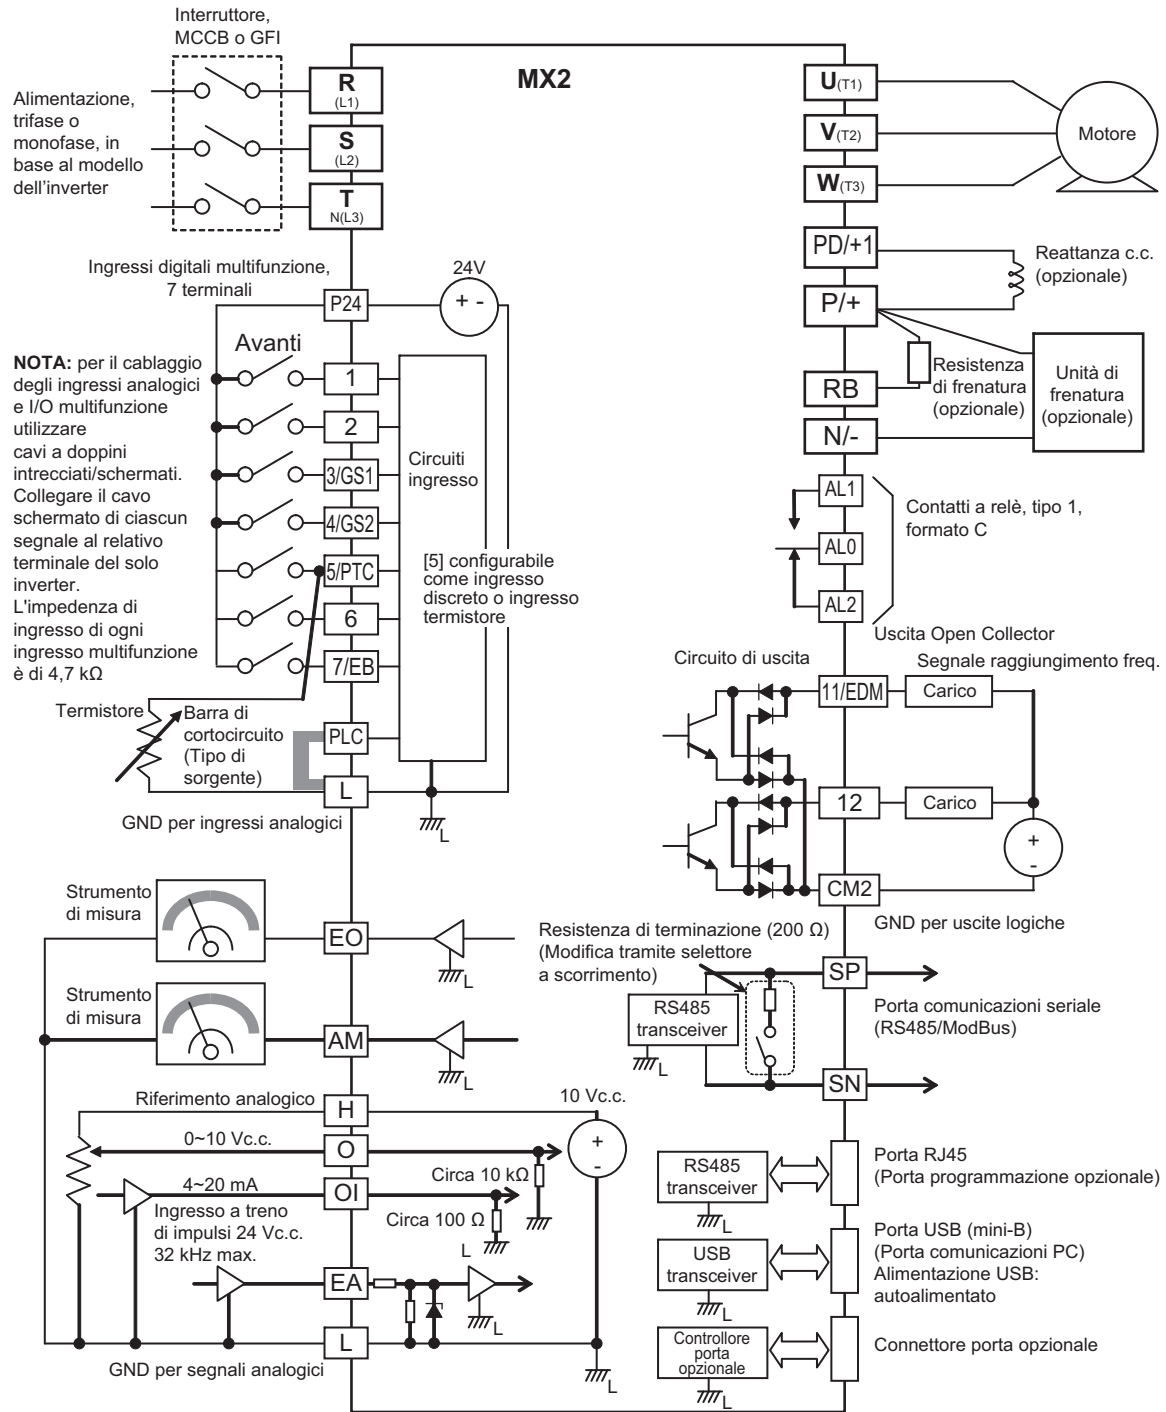 Interruttore,
MCCB o GFI
Alimentazione,
trifase o
monofase, in
base al modello
dell'inverter
R
(L1)
S
(L2)
T
N(L3)
MX2
U(T1)
V(T2)
W(T3)
Motore
PD/+1
P/+
Reattanza c.c.
(opzionale)
RB
N/-
Resistenza
di frenatura
(opzionale)
Unità di
frenatura
(opzionale)
Ingressi digitali multifunzione,
7 terminali
24V
+ -
P24
Avanti
1
2
3/GS1
4/GS2
5/PTC
6
7/EB
PLC
L
Circuiti
ingresso
[5] configurabile
come ingresso
discreto o ingresso
termistore
NOTA: per il cablaggio
degli ingressi analogici
e I/O multifunzione
utilizzare
cavi a doppini
intrecciati/schermati.
Collegare il cavo
schermato di ciascun
segnale al relativo
terminale del solo
inverter.
L'impedenza di
ingresso di ogni
ingresso multifunzione
è di 4,7 kΩ
Termistore
Barra di
cortocircuito
(Tipo di
sorgente)
GND per ingressi analogici
L
AL1
AL0
AL2
Contatti a relè, tipo 1,
formato C
Uscita Open Collector
Circuito di uscita
Segnale raggiungimento freq.
11/EDM
Carico
12
Carico
+
-
CM2
GND per uscite logiche
Strumento
di misura
EO
L
Strumento
di misura
AM
L
Resistenza di terminazione (200 Ω)
(Modifica tramite selettore
a scorrimento)
RS485
transceiver
L
SP
SN
Porta comunicazioni seriale
(RS485/ModBus)
Riferimento analogico
H
10 Vc.c.
+
-
0~10 Vc.c.
O
Circa 10 kΩ
4~20 mA
OI
Circa 100 Ω
L
Ingresso a treno
di impulsi 24 Vc.c.
32 kHz max.
EA
L
L
L
GND per segnali analogici
RS485
transceiver
L
Porta RJ45
(Porta programmazione opzionale)
USB
transceiver
L
Porta USB (mini-B)
(Porta comunicazioni PC)
Alimentazione USB:
autoalimentato
Controllore
porta
opzionale
L
Connettore porta opzionale